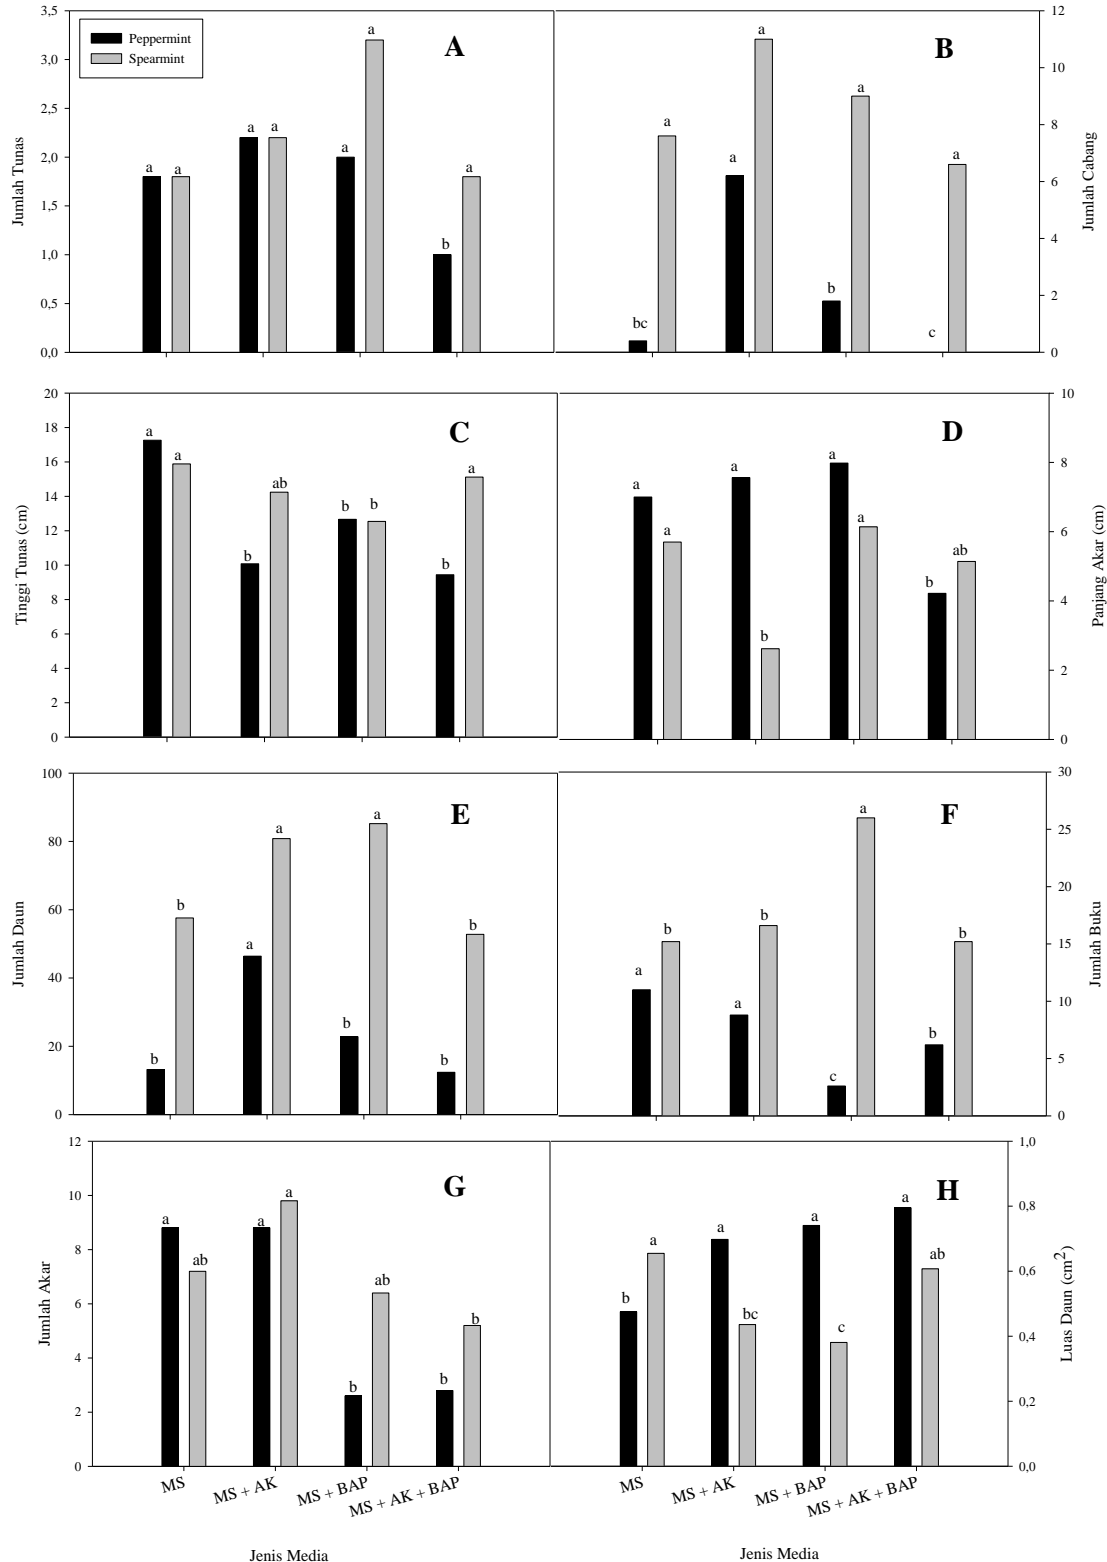 3,5
3,0
2,5
2,0
1,5
1,0
0,5
0,0
Jumlah Tunas
Peppermint
Spearmint
A
a
a
a
a
a
a
b
a
B
bc
a
a
a
b
a
c
a
12
10
8
6
4
2
0
Jumlah Cabang
20
18
16
14
12
10
8
6
4
2
0
Tinggi Tunas (cm)
C
a
a
b
ab
b
b
b
a
D
a
a
a
b
a
a
b
ab
10
8
6
4
2
0
Panjang Akar (cm)
100
80
60
40
20
0
Jumlah Daun
E
b
b
a
a
b
a
b
b
F
a
b
a
b
c
a
b
b
30
25
20
15
10
5
0
Jumlah Buku
12
10
8
6
4
2
0
Jumlah Akar
G
a
ab
a
a
b
ab
b
b
MS
MS + AK
MS + BAP
MS + AK + BAP
Jenis Media
H
b
a
a
bc
a
c
a
ab
1,0
0,8
0,6
0,4
0,2
0,0
Luas Daun (cm²)
MS
MS + AK
MS + BAP
MS + AK + BAP
Jenis Media